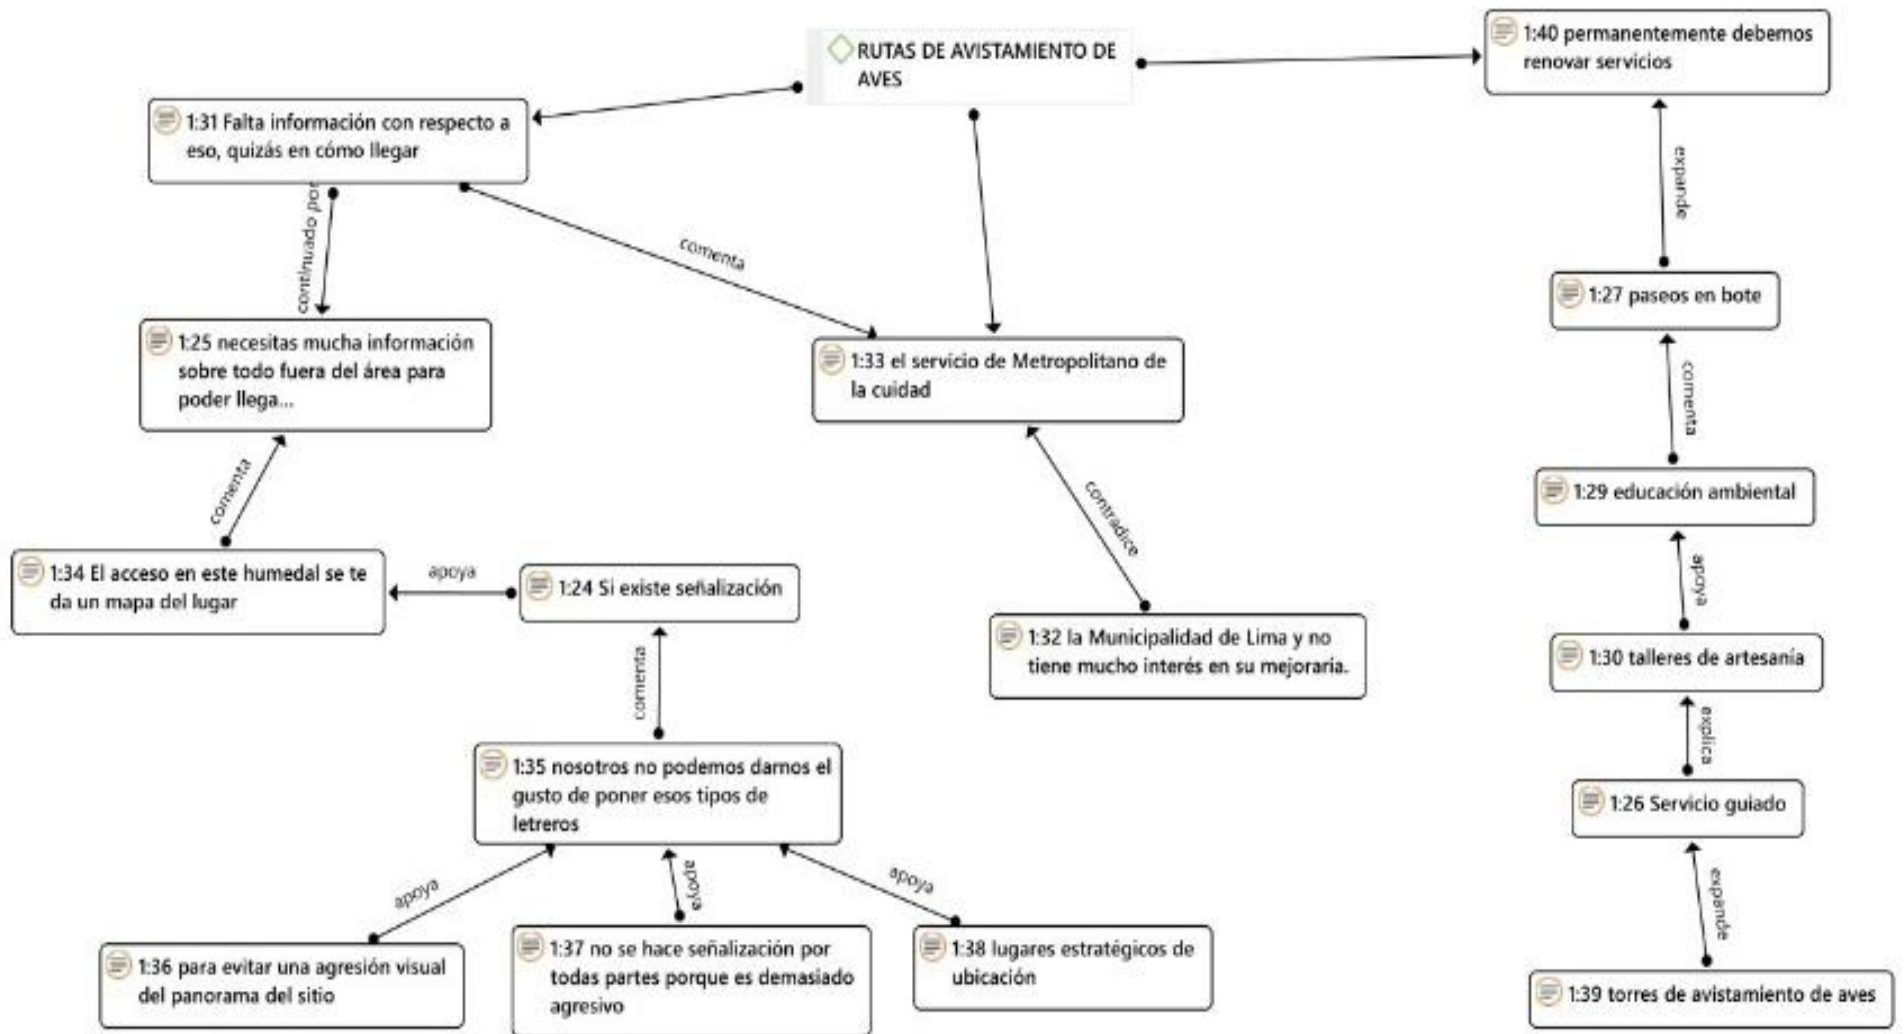 RUTAS DE AVISTAMIENTO DE
AVES
1:40 permanentemente debemos
renovar servicios
1:31 Falta información con respecto a
eso, quizás en cómo llegar
expande
continuado por
comenta
1:27 paseos en bote
1:25 necesitas mucha información
sobre todo fuera del área para
poder llega...
1:33 el servicio de Metropolitano de
la cuidad
comenta
comenta
1:29 educación ambiental
contradice
apoya
1:34 El acceso en este humedal se te
da un mapa del lugar
apoya
1:24 Si existe señalización
1:32 la Municipalidad de Lima y no
tiene mucho interés en su mejoraría.
1:30 talleres de artesanía
comenta
explica
1:35 nosotros no podemos darnos el
gusto de poner esos tipos de
letreros
1:26 Servicio guiado
apoya
apoya
apoya
expande
1:36 para evitar una agresión visual
del panorama del sitio
1:37 no se hace señalización por
todas partes porque es demasiado
agresivo
1:38 lugares estratégicos de
ubicación
1:39 torres de avistamiento de aves